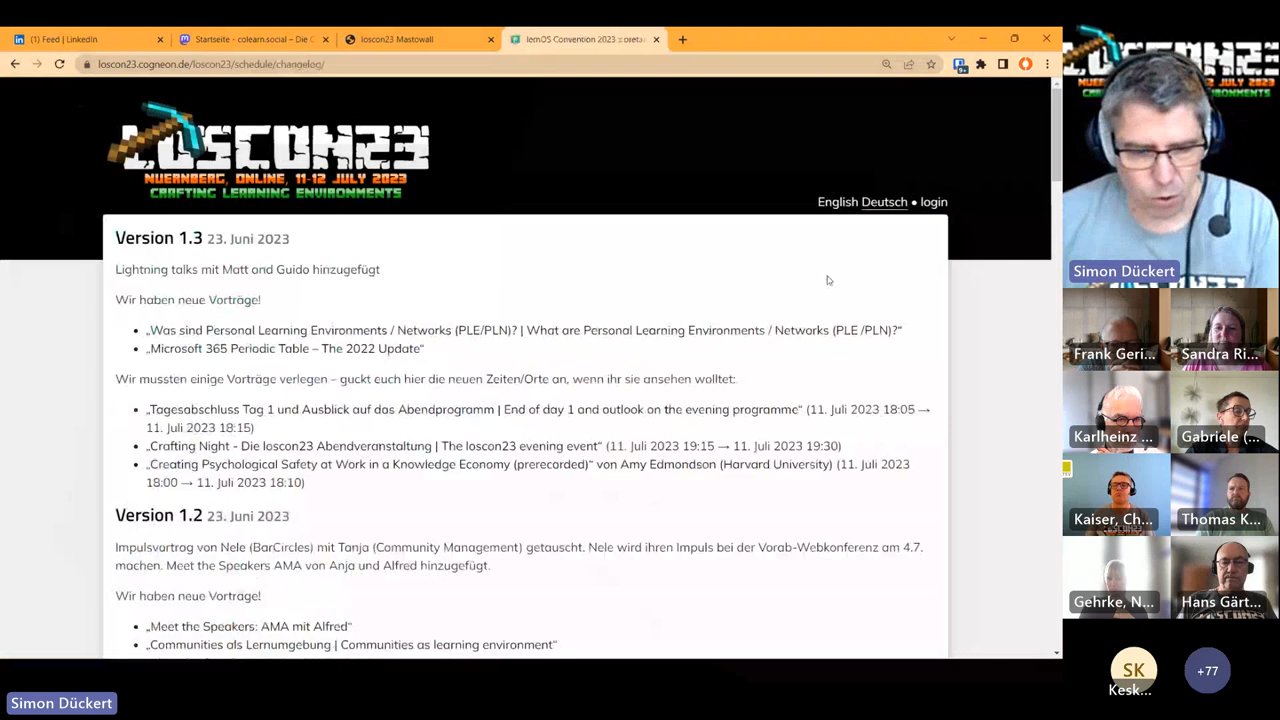 (1) Feed | LinkedIn
Startseite - colearn.social – Die C
loscon23 Mastowall
lernOS Convention 2023 :: preta
loscon23.cogneon.de/loscon23/schedule/changelog/
9+
LOSCON23
NUERNBERG, ONLINE, 11-12 JULY 2023
CRAFTING LEARNING ENVIRONMENTS
English Deutsch • login
Version 1.3 23. Juni 2023
Lightning talks mit Matt and Guido hinzugefügt
Wir haben neue Vorträge!
• „Was sind Personal Learning Environments / Networks (PLE/PLN)? | What are Personal Learning Environments / Networks (PLE /PLN)?“
• „Microsoft 365 Periodic Table – The 2022 Update“
Wir mussten einige Vorträge verlegen – guckt euch hier die neuen Zeiten/Orte an, wenn ihr sie ansehen wolltet:
• „Tagesabschluss Tag 1 und Ausblick auf das Abendprogramm | End of day 1 and outlook on the evening programme“ (11. Juli 2023 18:05 →
11. Juli 2023 18:15)
• „Crafting Night - Die loscon23 Abendveranstaltung | The loscon23 evening event“ (11. Juli 2023 19:15 → 11. Juli 2023 19:30)
• „Creating Psychological Safety at Work in a Knowledge Economy (prerecorded)“ von Amy Edmondson (Harvard University) (11. Juli 2023
18:00 → 11. Juli 2023 18:10)
Version 1.2 23. Juni 2023
Impulsvortrag von Nele (BarCircles) mit Tanja (Community Management) getauscht. Nele wird ihren Impuls bei der Vorab-Webkonferenz am 4.7.
machen. Meet the Speakers AMA von Anja und Alfred hinzugefügt.
Wir haben neue Vortrage!
• „Meet the Speakers: AMA mit Alfred“
• „Communities als Lernumgebung | Communities as learning environment“
Simon Dückert
Frank Geri...
Sandra Ri...
Karlheinz ...
Gabriele (...
Kaiser, Ch...
Thomas K...
Gehrke, N...
Hans Gärt...
SK
Kesk...
+77
Simon Dückert